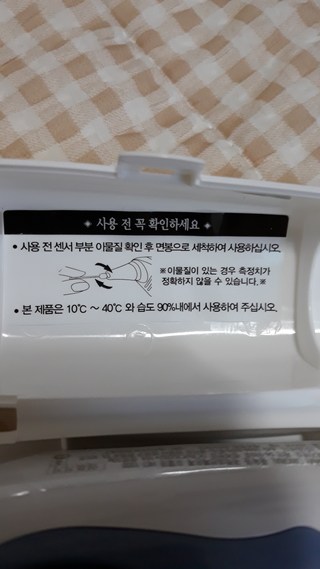 ◈ 사용 전 꼭 확인하세요 ◈
• 사용 전 센서 부분 이물질 확인 후 면봉으로 세척하여 사용하십시오.
※ 이물질이 있는 경우 측정치가
정확하지 않을 수 있습니다.※
• 본 제품은 10℃ ~ 40℃ 와 습도 90%내에서 사용하여 주십시오.